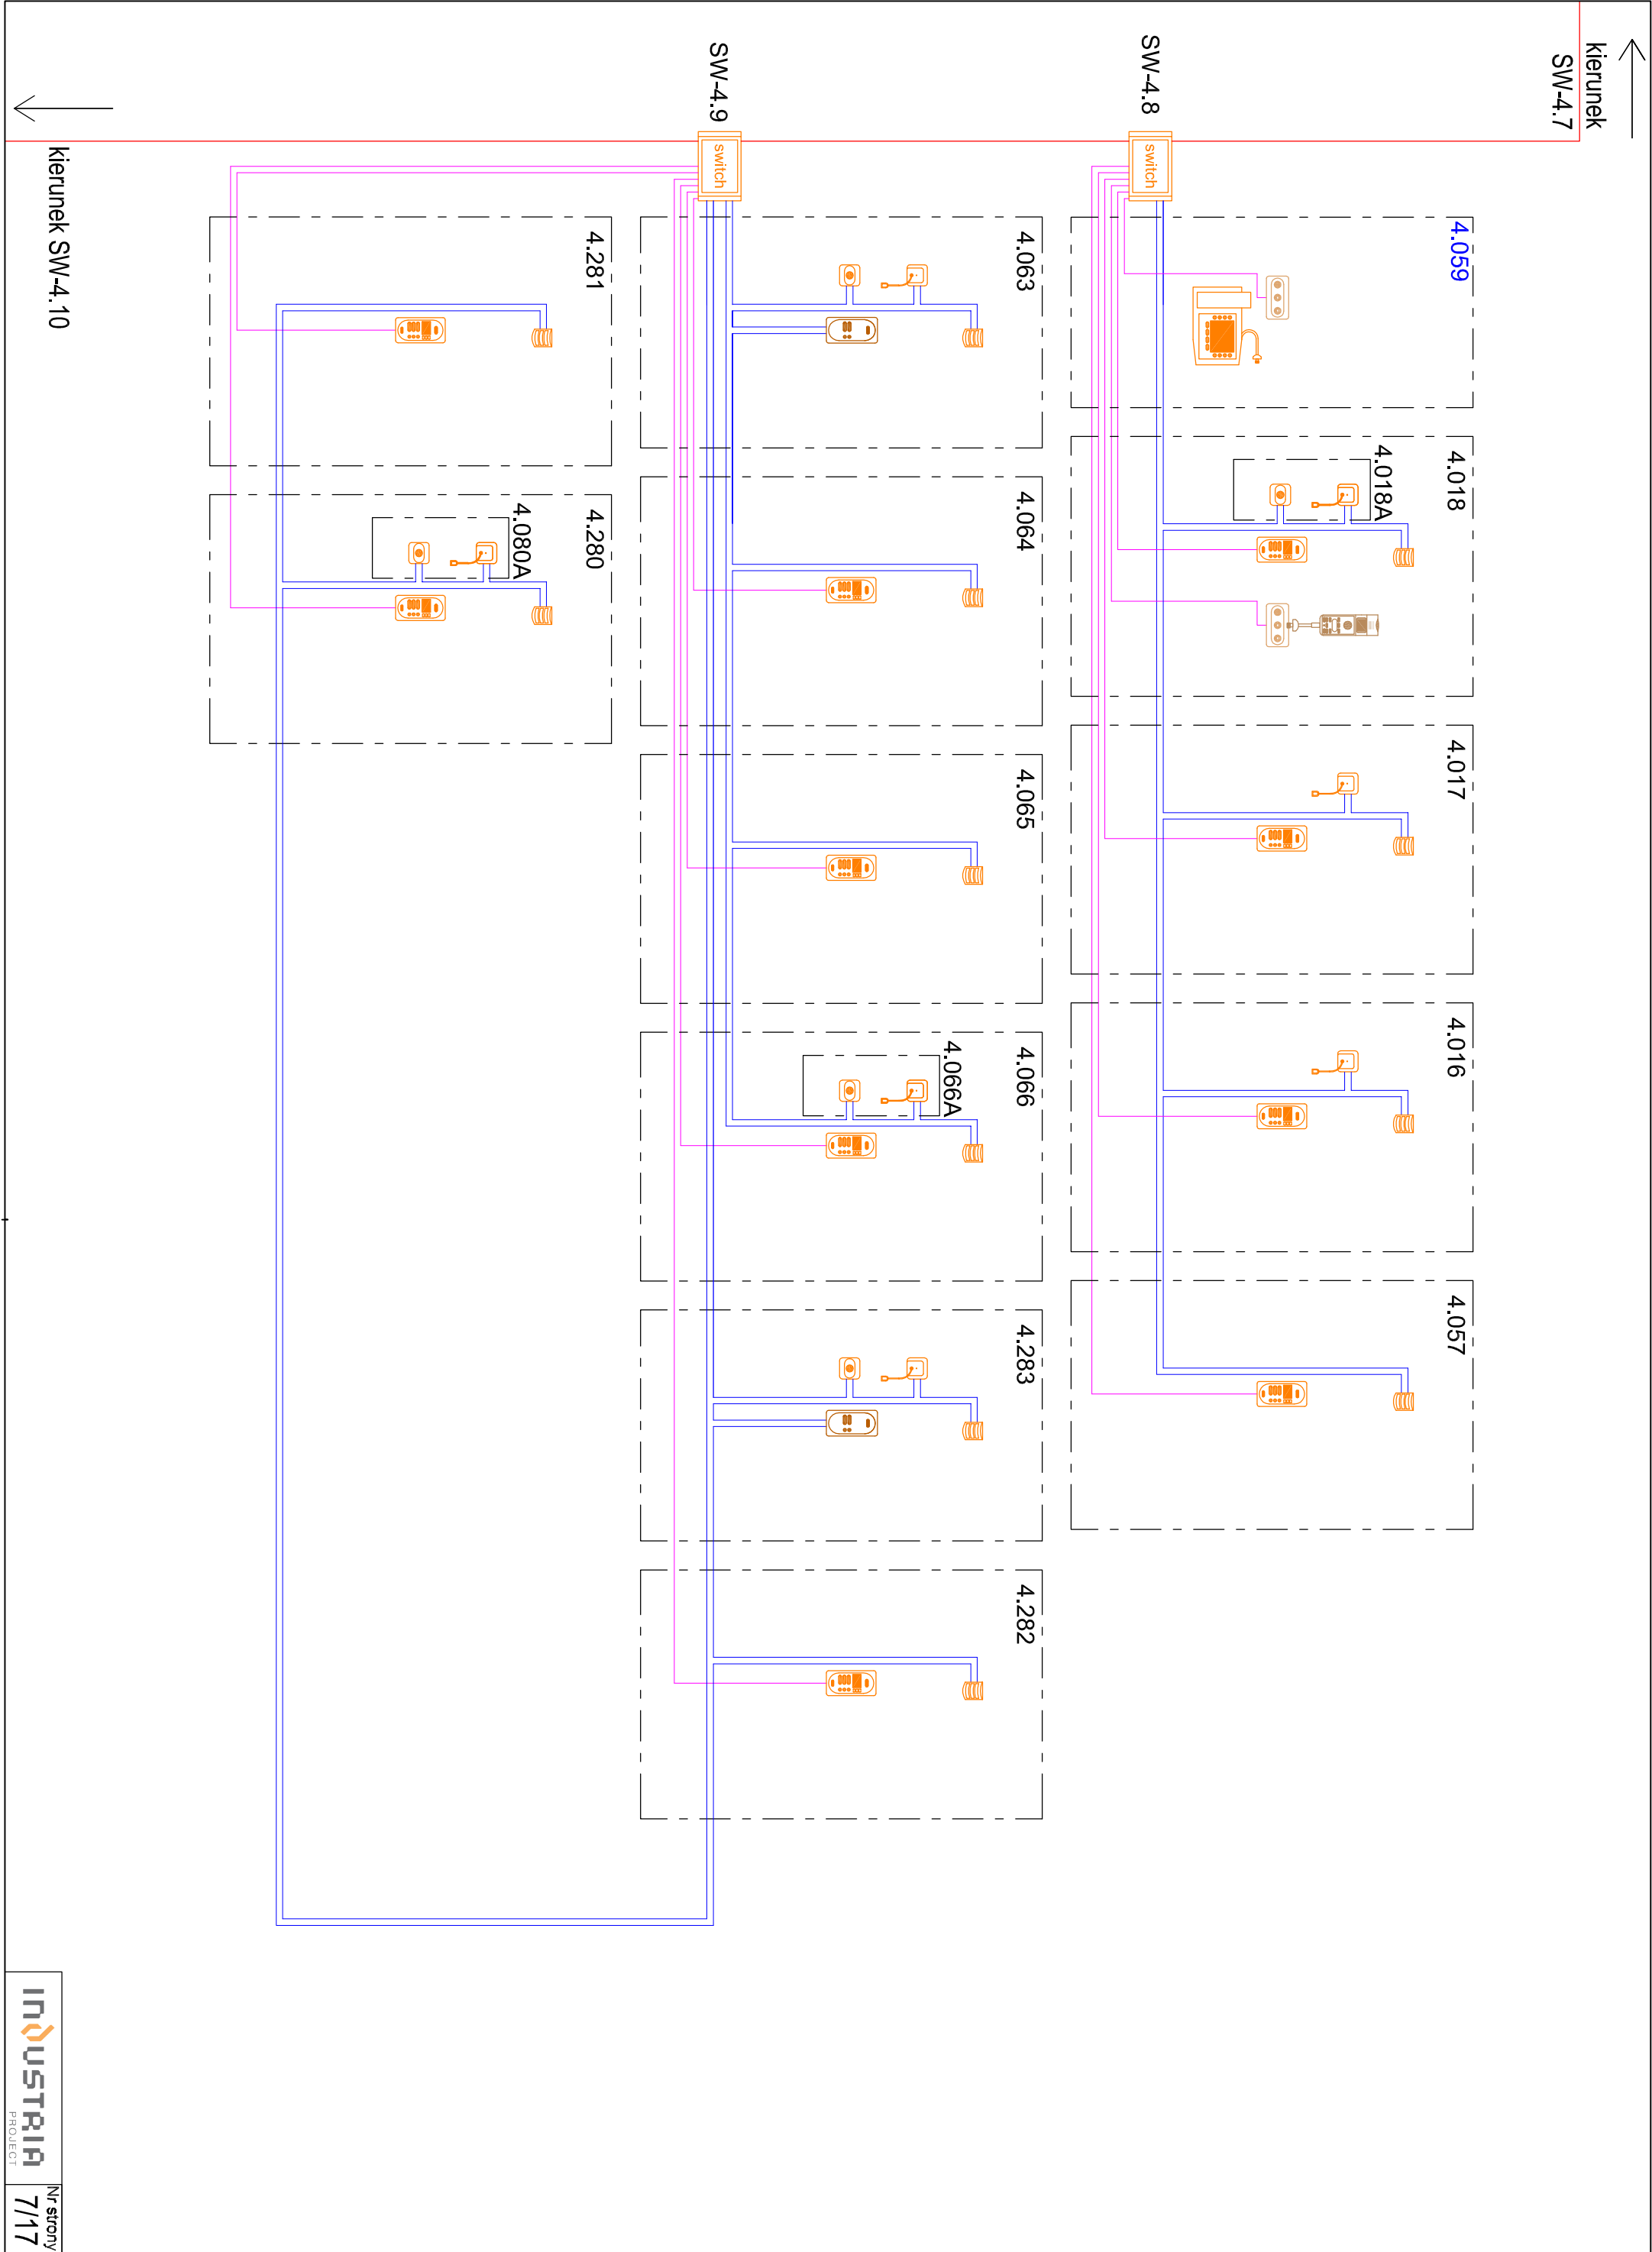 kierunek
SW-4.7
SW-4.8
switch
4.059
4.018
4.018A
4.017
4.016
4.057
SW-4.9
switch
4.063
4.064
4.065
4.066
4.066A
4.283
4.282
4.281
4.280
4.080A
kierunek SW-4.10
INDUSTRIA
PROJECT
Nr strony
7/17